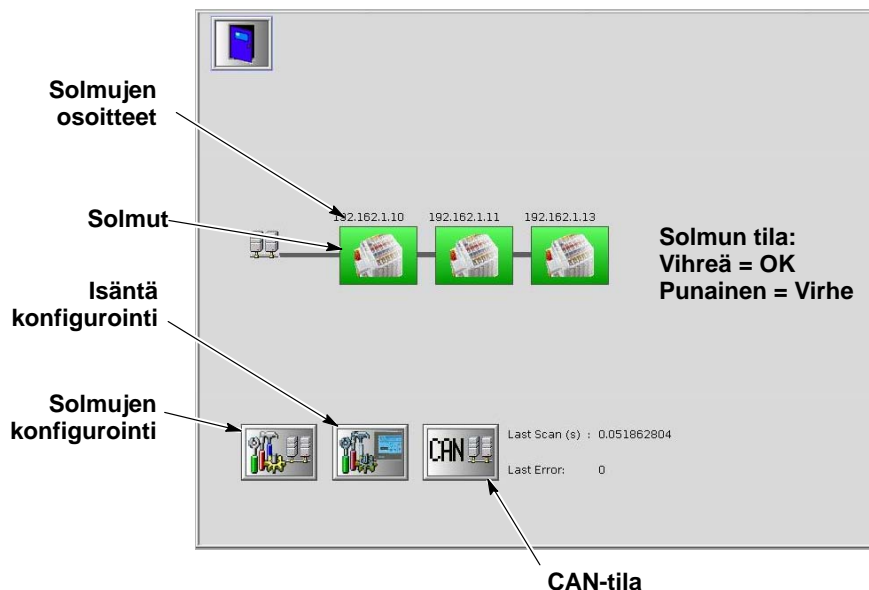 Solmujen
osoitteet
Solmut
192.162.1.10
192.162.1.11
192.162.1.13
Solmun tila:
Vihreä = OK
Punainen = Virhe
Isäntä
konfigurointi
Solmujen
konfigurointi
CAN
Last Scan (s) : 0.051862804
Last Error: 0
CAN-tila